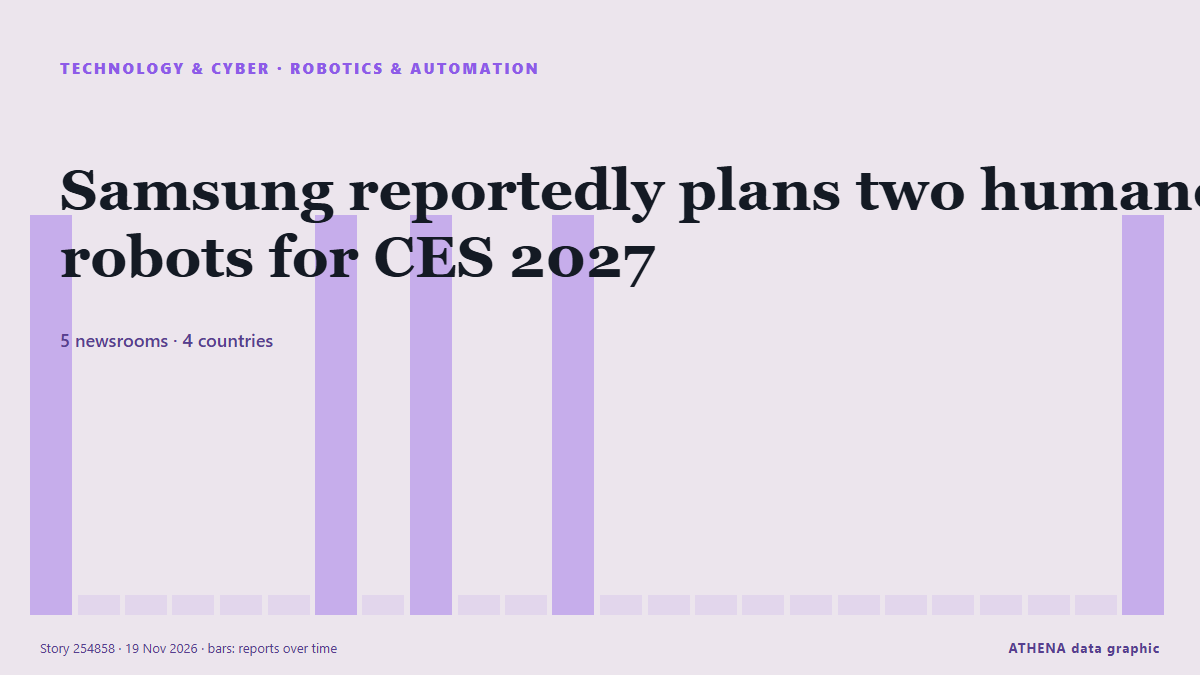 TECHNOLOGY & CYBER · ROBOTICS & AUTOMATION
Samsung reportedly plans two
robots for CES 2027
5 newsrooms · 4 countries
Story 254858 · 19 Nov 2026 · bars: reports over time
ATHENA data graphic